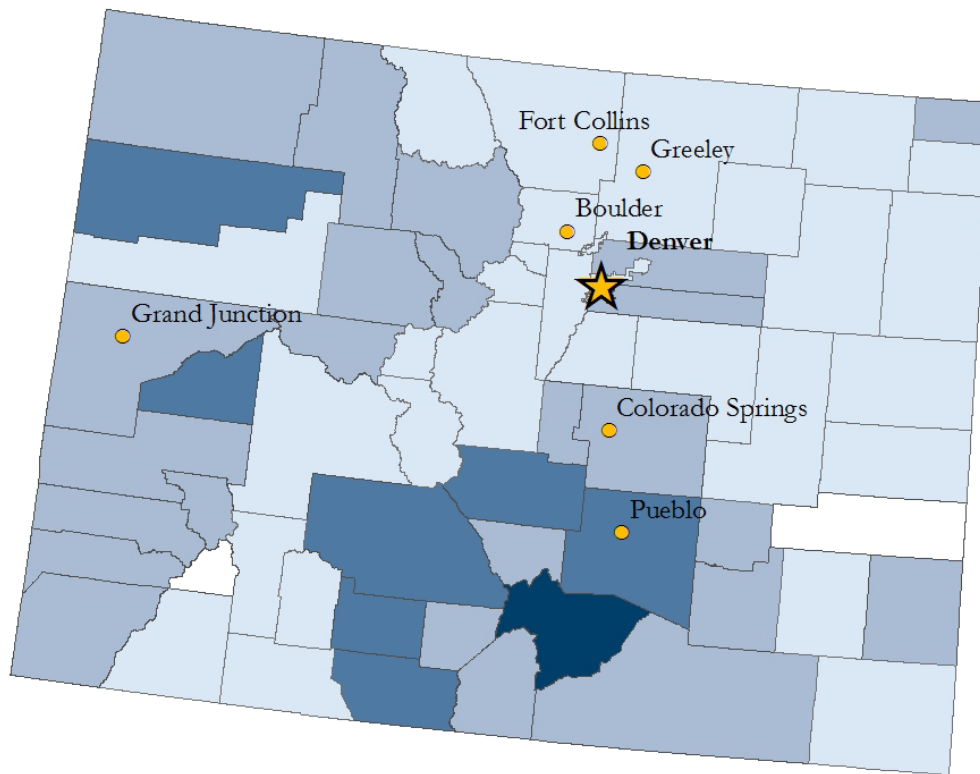 Fort Collins
Greeley
Boulder
Denver
Grand Junction
Colorado Springs
Pueblo